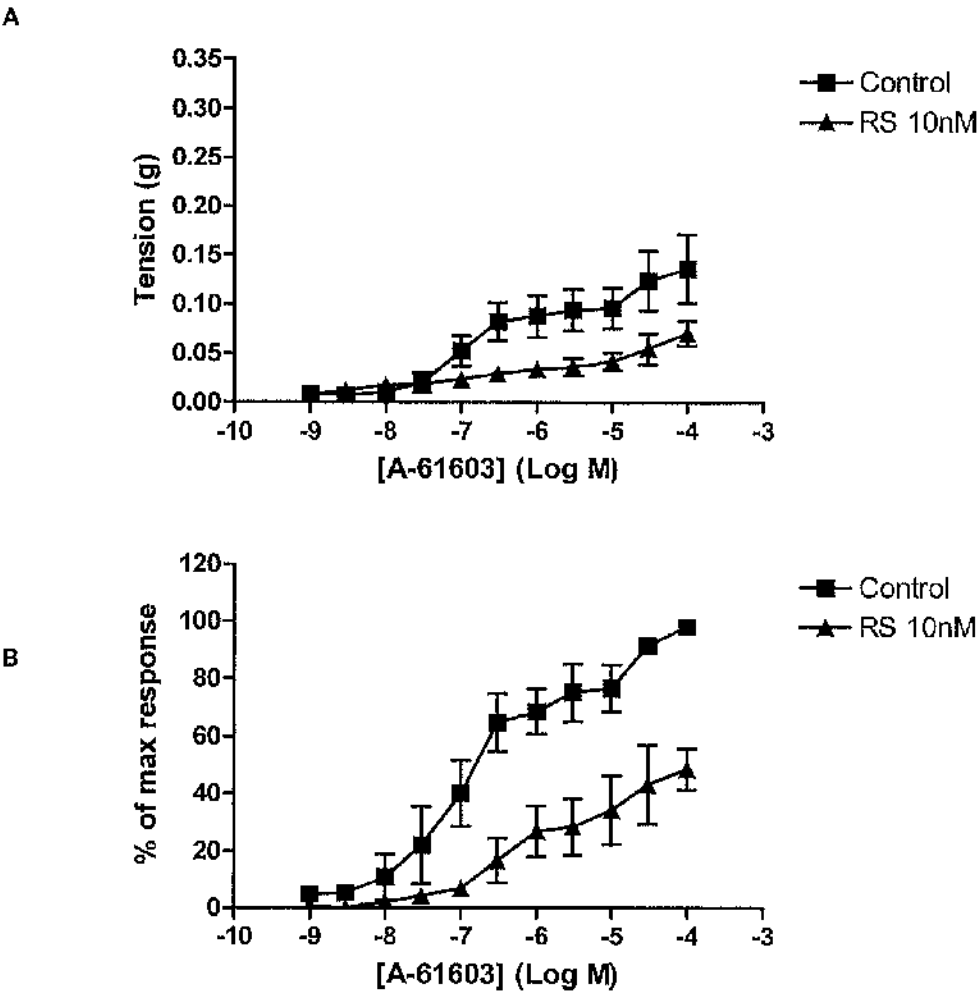 A
0.35
0.30
0.25
0.20
0.15
0.10
0.05
0.00
Tension (g)
-10 -9 -8 -7 -6 -5 -4 -3
[A-61603] (Log M)
Control
RS 10nM
B
120
100
80
60
40
20
0
% of max response
-10 -9 -8 -7 -6 -5 -4 -3
[A-61603] (Log M)
Control
RS 10nM